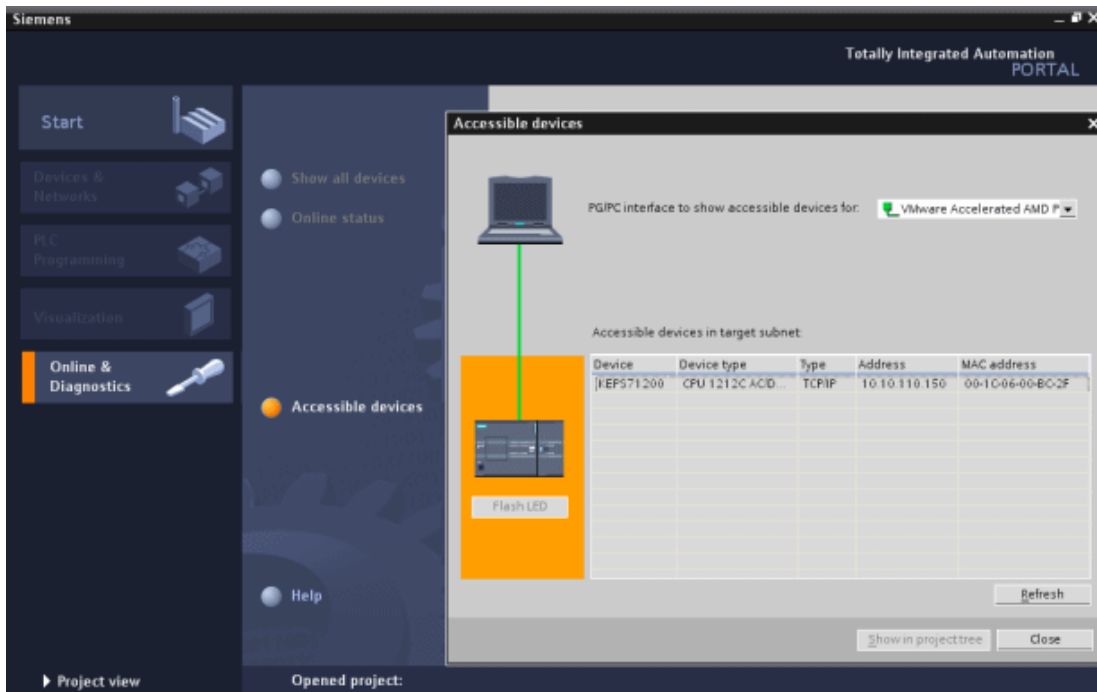 Siemens
Totally Integrated Automation
PORTAL
Start
Devices &
Networks
PLC
Programming
Visualization
Online &
Diagnostics
Show all devices
Online status
Accessible devices
Help
Accessible devices
PG/PC interface to show accessible devices for:
VMware Accelerated AMD P
Accessible devices in target subnet:
Device Device type Type Address MAC address
KEPS71200 CPU 1212C AC/D... TCP/IP 10.10.110.150 00-1C-06-00-BC-2F
Flash LED
Refresh
Show in project tree Close
Project view Opened project: